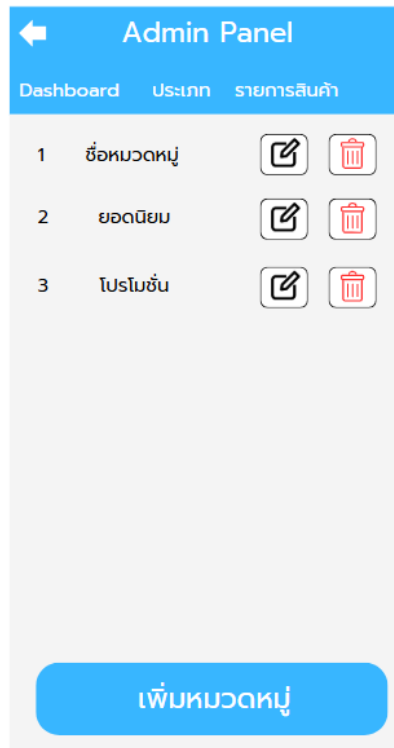 Admin Panel
Dashboard ประเภท รายการสินค้า
1 ชื่อหมวดหมู่
2 ยอดนิยม
3 โปรโมชั่น
เพิ่มหมวดหมู่